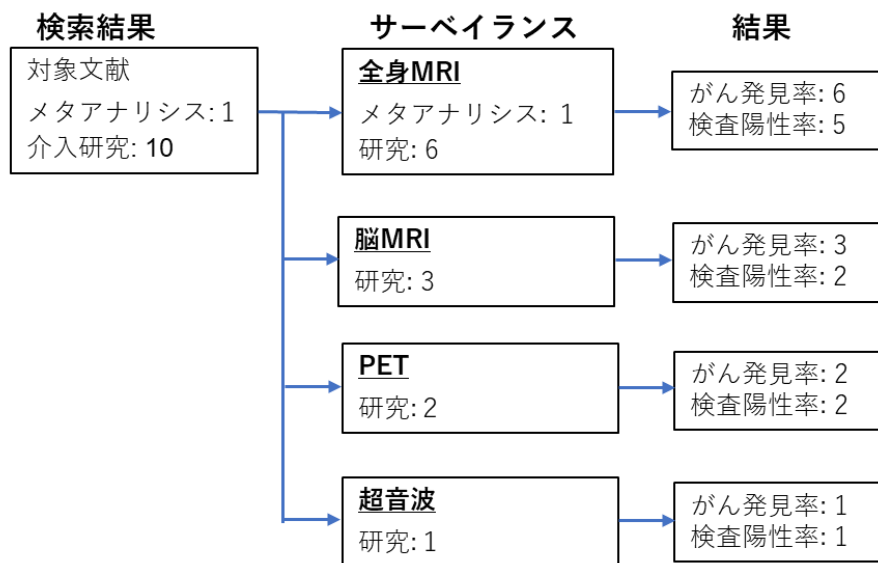 検索結果
サーベイランス
結果
対象文献
メタアナリシス: 1
介入研究: 10
全身MRI
メタアナリシス: 1
研究: 6
がん発見率: 6
検査陽性率: 5
脳MRI
研究: 3
がん発見率: 3
検査陽性率: 2
PET
研究: 2
がん発見率: 2
検査陽性率: 2
超音波
研究: 1
がん発見率: 1
検査陽性率: 1